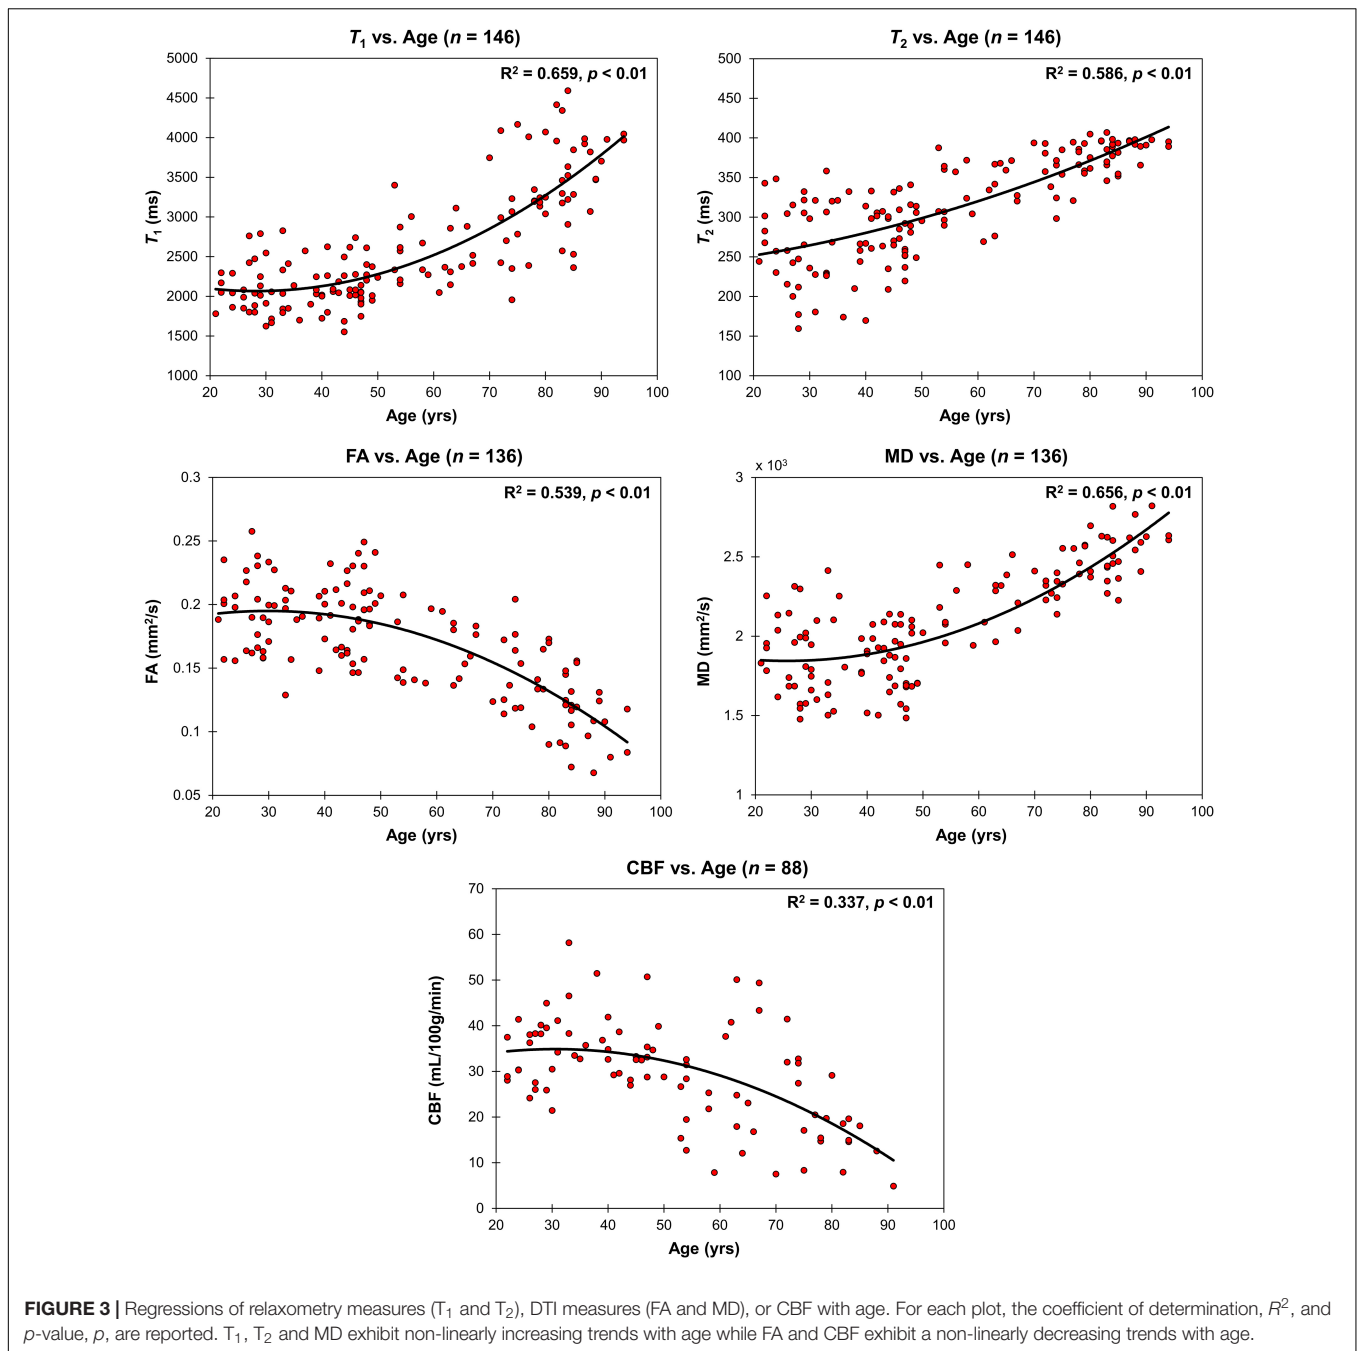 T1 vs. Age (n = 146)
R2 = 0.659, p < 0.01
5000
4500
4000
3500
3000
2500
2000
1500
1000
T1 (ms)
20 30 40 50 60 70 80 90 100
Age (yrs)
T2 vs. Age (n = 146)
R2 = 0.586, p < 0.01
500
450
400
350
300
250
200
150
100
T2 (ms)
20 30 40 50 60 70 80 90 100
Age (yrs)
FA vs. Age (n = 136)
R2 = 0.539, p < 0.01
0.3
0.25
0.2
0.15
0.1
0.05
FA (mm2/s)
20 30 40 50 60 70 80 90 100
Age (yrs)
MD vs. Age (n = 136)
x 103
R2 = 0.656, p < 0.01
3
2.5
2
1.5
1
MD (mm2/s)
20 30 40 50 60 70 80 90 100
Age (yrs)
CBF vs. Age (n = 88)
R2 = 0.337, p < 0.01
70
60
50
40
30
20
10
0
CBF (mL/100g/min)
20 30 40 50 60 70 80 90 100
Age (yrs)
FIGURE 3 | Regressions of relaxometry measures (T1 and T2), DTI measures (FA and MD), or CBF with age. For each plot, the coefficient of determination, R2, and
p-value, p, are reported. T1, T2 and MD exhibit non-linearly increasing trends with age while FA and CBF exhibit a non-linearly decreasing trends with age.